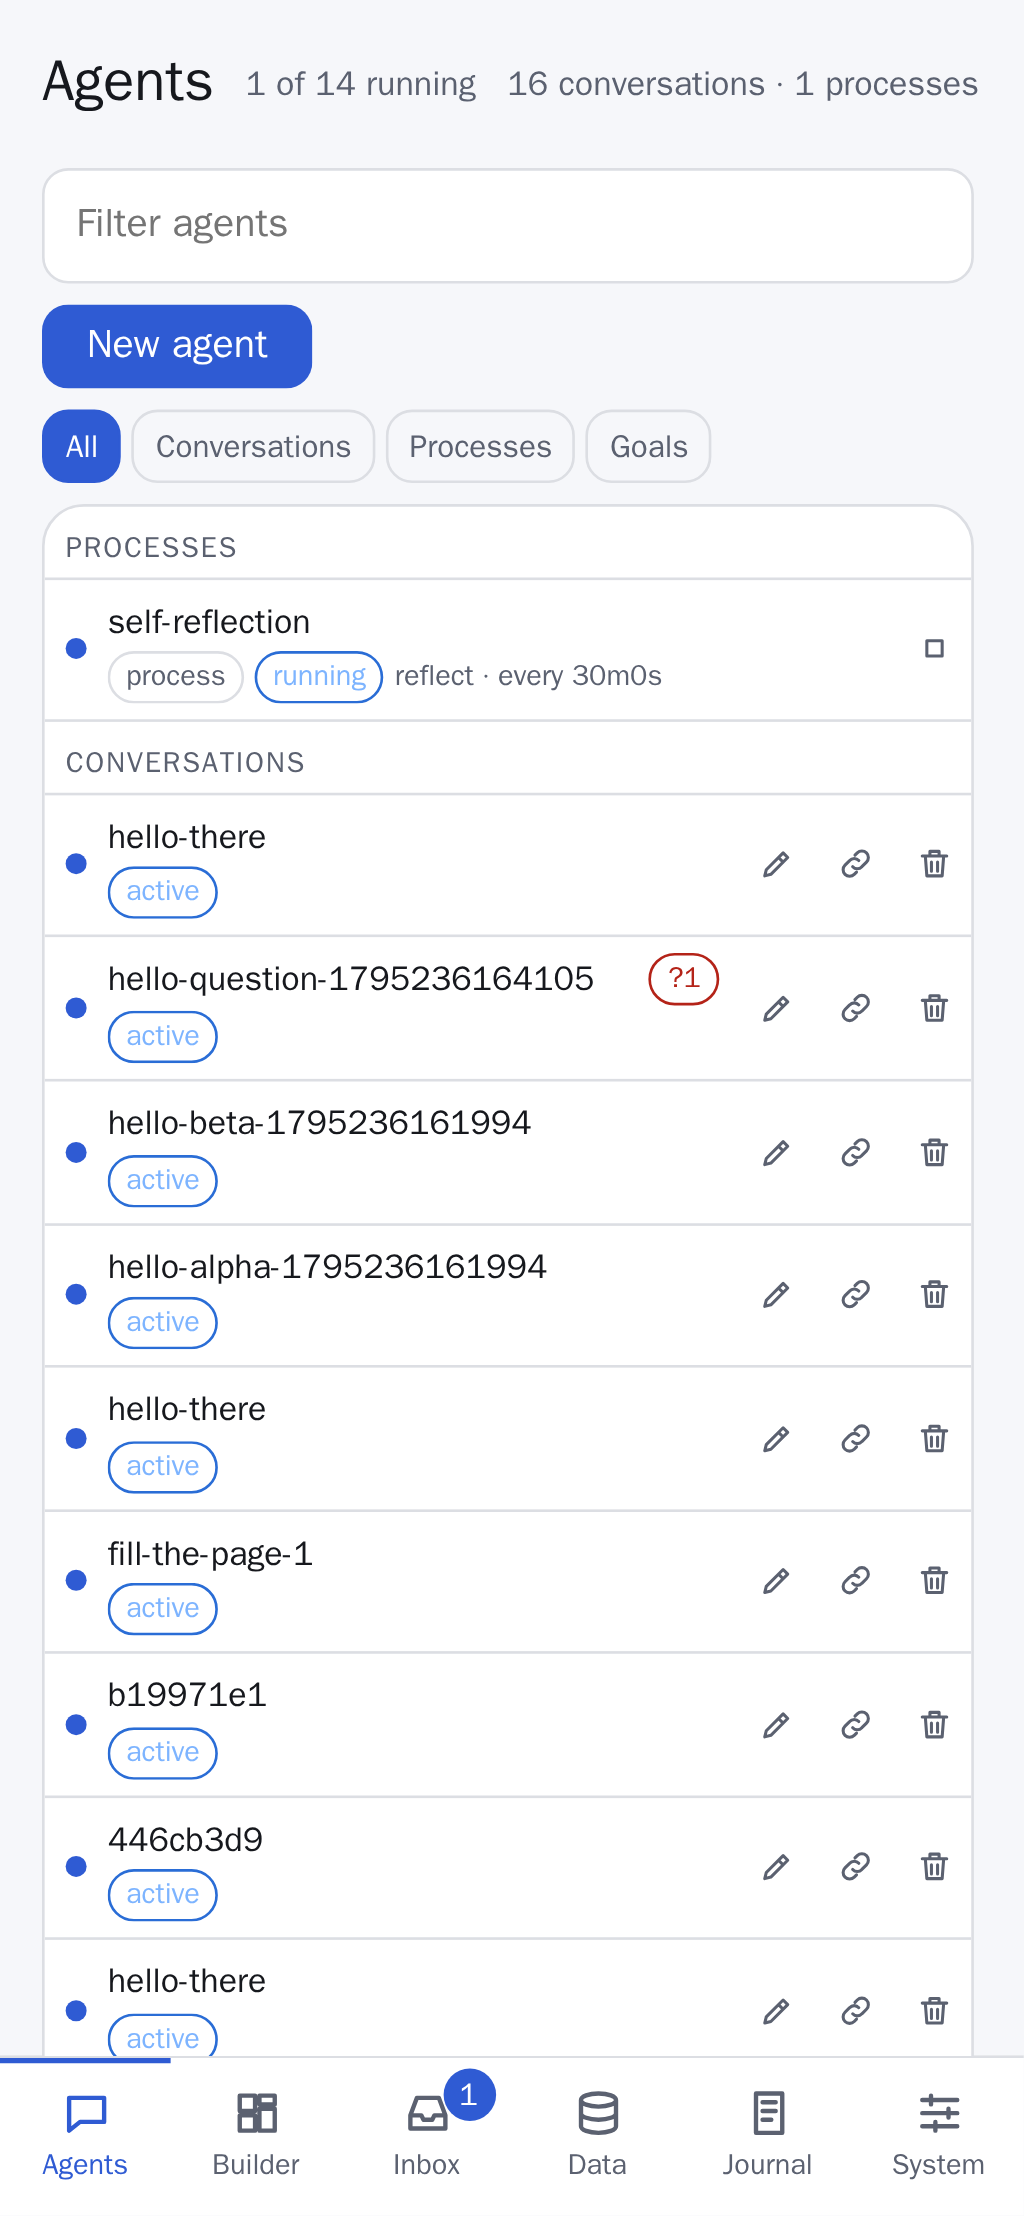 Agents 1 of 14 running 16 conversations · 1 processes
Filter agents
New agent
All Conversations Processes Goals
PROCESSES
self-reflection
process running reflect · every 30m0s
CONVERSATIONS
hello-there
active
hello-question-1795236164105 ?1
active
hello-beta-1795236161994
active
hello-alpha-1795236161994
active
hello-there
active
fill-the-page-1
active
b19971e1
active
446cb3d9
active
hello-there
active
1
Agents Builder Inbox Data Journal System